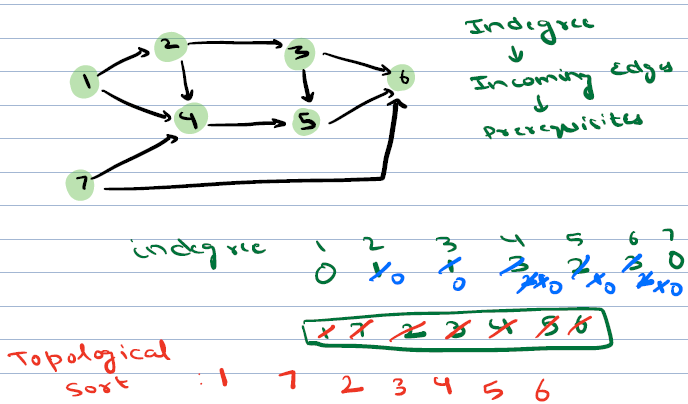 2 3 Indegree
1 6 Incoming Edges
4 5 Prerequisites
7
indegree 1 2 3 4 5 6 7
0 1 0 1 0 3 2 1 0 2 1 0 3 2 1 0 0
1 7 2 3 4 5 6
Topological
Sort : 1 7 2 3 4 5 6